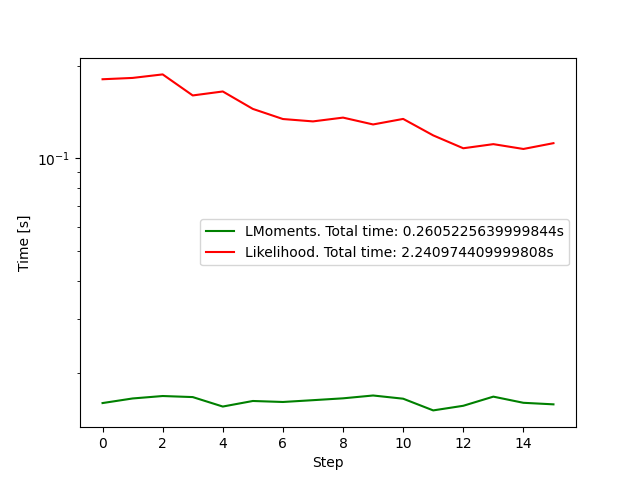 10⁻¹
Time [s]
LMoments. Total time: 0.2605225639999844s
Likelihood. Total time: 2.240974409999808s
0 2 4 6 8 10 12 14
Step